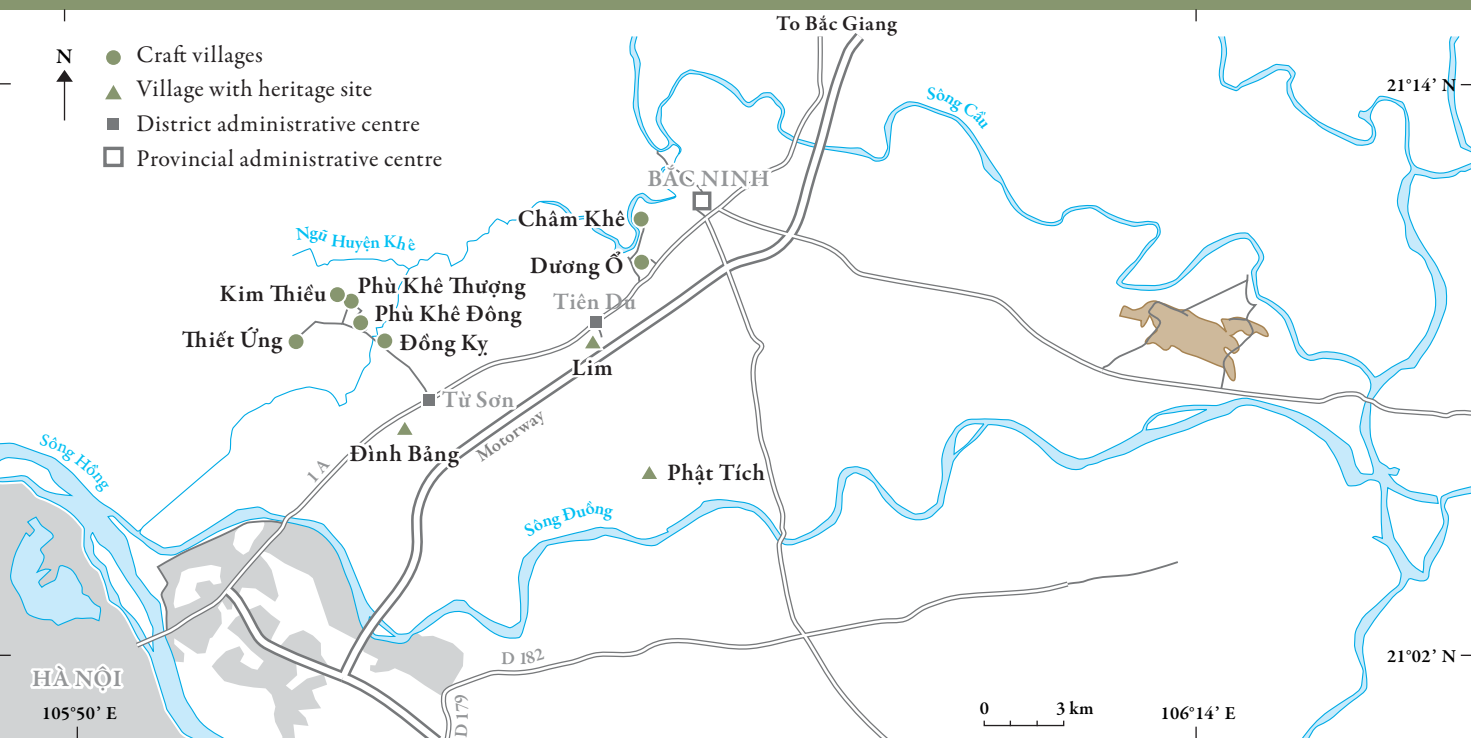 To Bắc Giang
N
Craft villages
Village with heritage site
District administrative centre
Provincial administrative centre
21°14’ N
Sông Cầu
BẮC NINH
Châm Khê
Ngũ Huyện Khê
Dương Ổ
Phù Khê Thượng
Kim Thiều
Tiên Du
Phù Khê Đông
Thiết Ứng
Đồng Kỵ
Lim
Từ Sơn
Motorway
Đình Bảng
Sông Hồng
1 A
Phật Tích
Sông Đuống
D 182
21°02’ N
HÀ NỘI
D 179
0 3 km
105°50’ E
106°14’ E